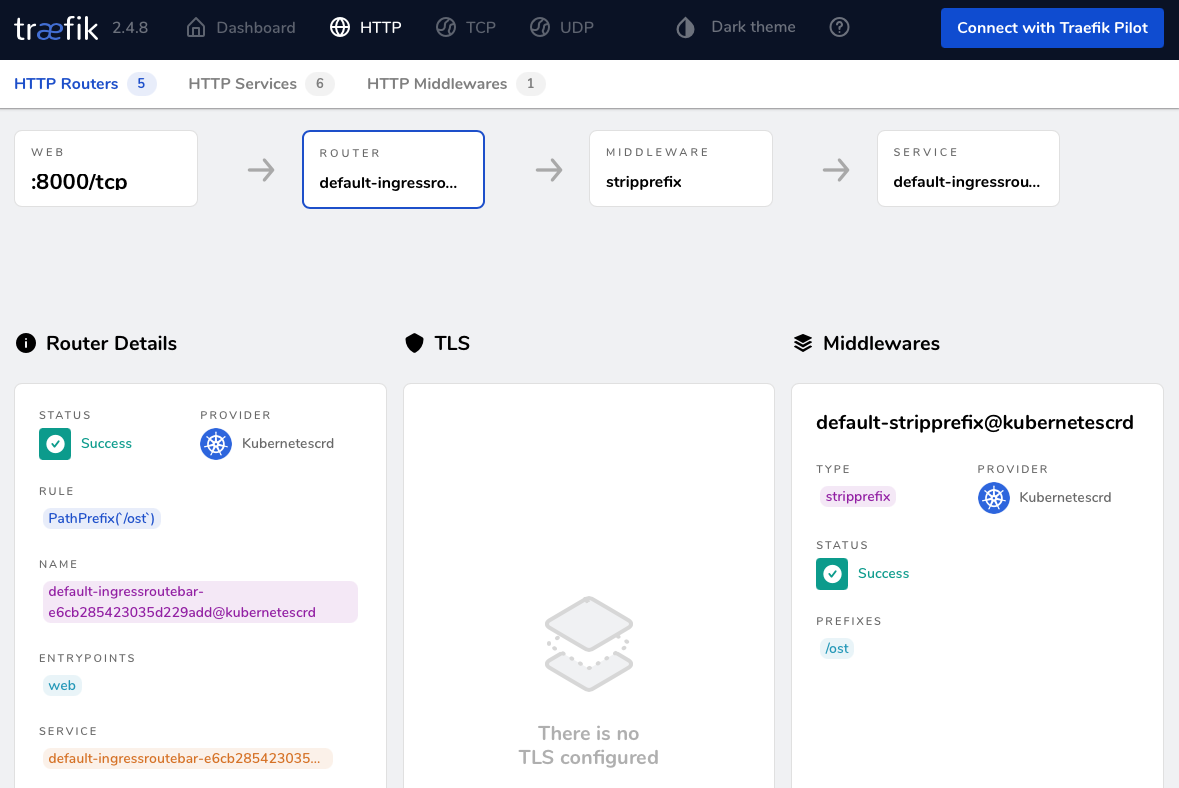 træfik 2.4.8 Dashboard HTTP TCP UDP Dark theme Connect with Traefik Pilot
HTTP Routers 5 HTTP Services 6 HTTP Middlewares 1
WEB
:8000/tcp
ROUTER
default-ingressro...
MIDDLEWARE
stripprefix
SERVICE
default-ingressrou...
Router Details
STATUS
Success
PROVIDER
Kubernetescrd
RULE
PathPrefix(`/ost`)
NAME
default-ingressroutebar-
e6cb285423035d229add@kubernetescrd
ENTRYPOINTS
web
SERVICE
default-ingressroutebar-e6cb285423035...
TLS
There is no
TLS configured
Middlewares
default-stripprefix@kubernetescrd
TYPE
stripprefix
PROVIDER
Kubernetescrd
STATUS
Success
PREFIXES
/ost